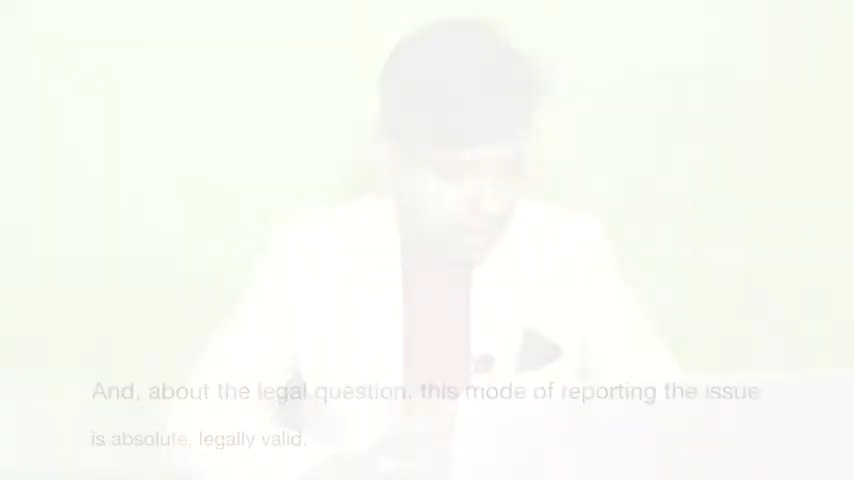 And, about the legal question, this mode of reporting the issue
is absolute, legally valid.